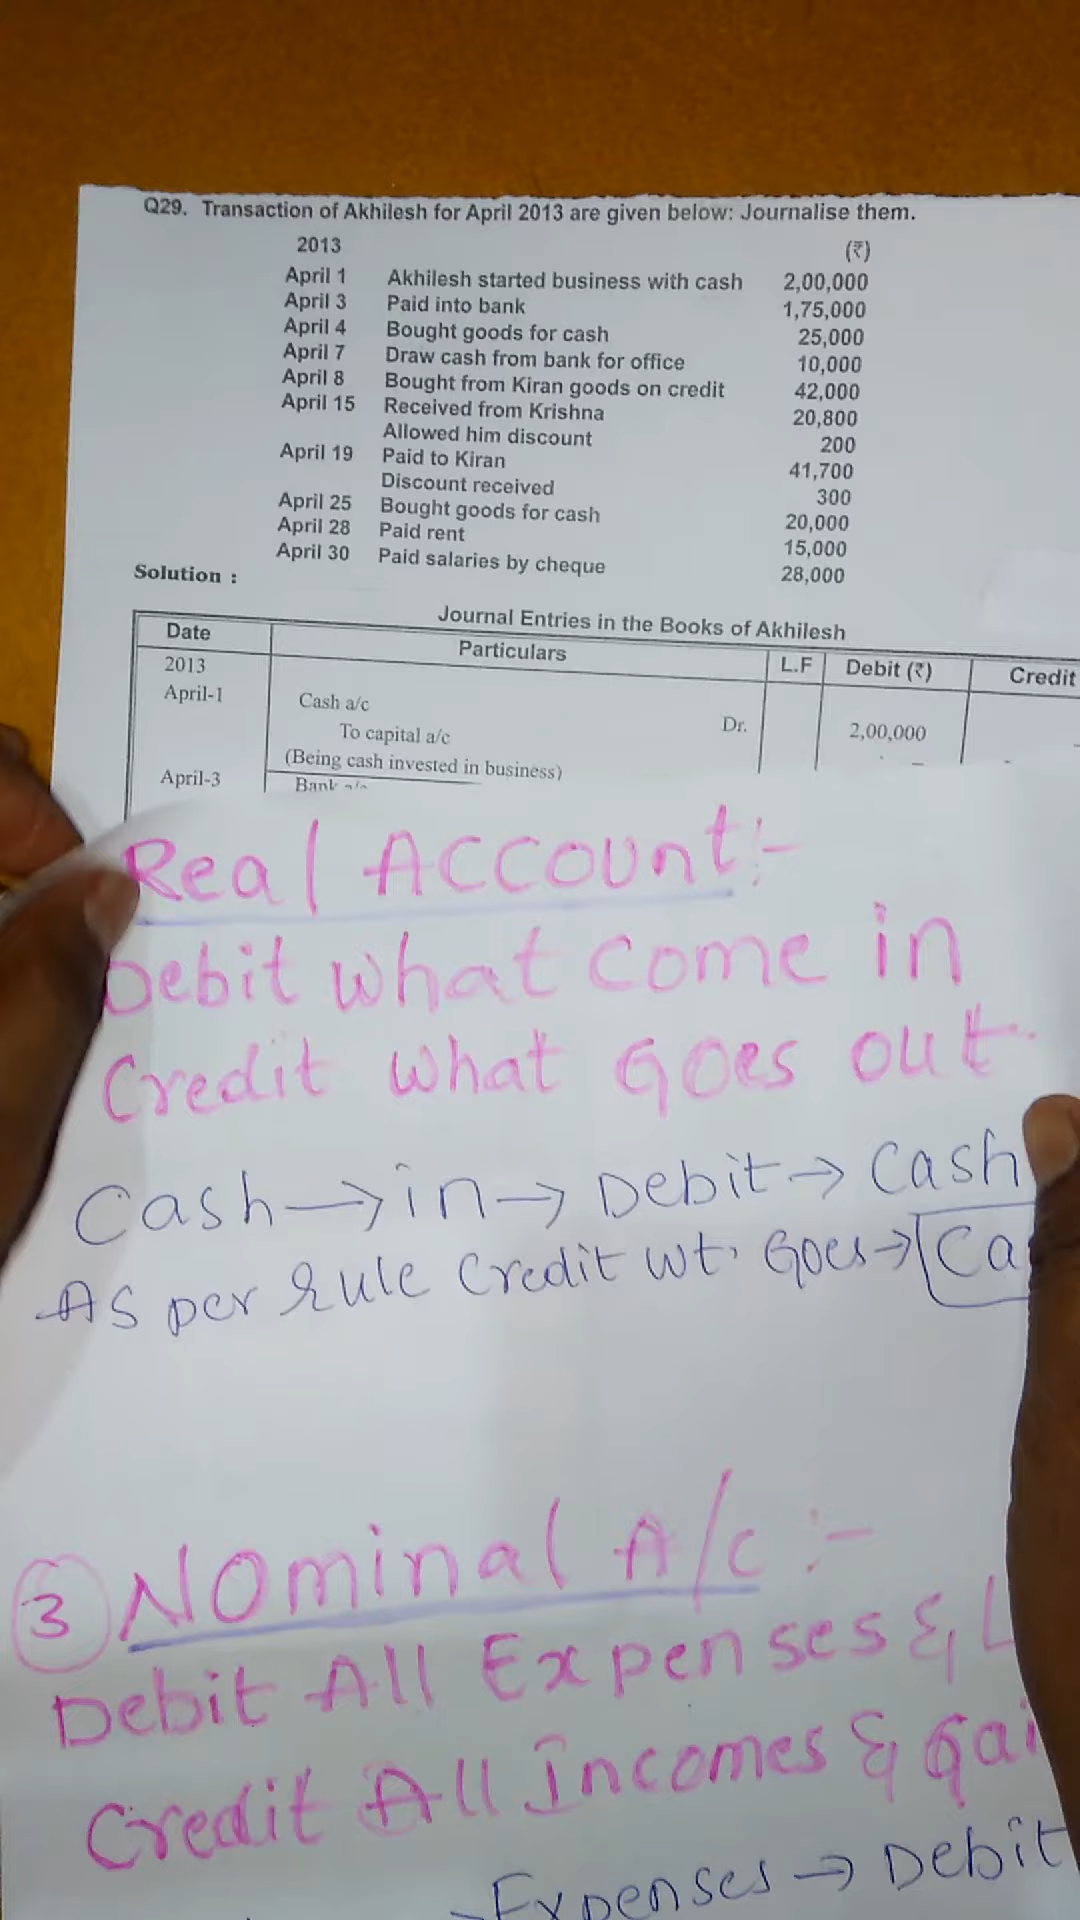 Q29. Transaction of Akhilesh for April 2013 are given below: Journalise them.
2013 (₹)
April 1 Akhilesh started business with cash 2,00,000
April 3 Paid into bank 1,75,000
April 4 Bought goods for cash 25,000
April 7 Draw cash from bank for office 10,000
April 8 Bought from Kiran goods on credit 42,000
April 15 Received from Krishna 20,800
Allowed him discount 200
April 19 Paid to Kiran 41,700
Discount received 300
April 25 Bought goods for cash 20,000
April 28 Paid rent 15,000
April 30 Paid salaries by cheque 28,000
Solution :
Journal Entries in the Books of Akhilesh
Date Particulars L.F Debit (₹) Credit
2013
April-1 Cash a/c Dr. 2,00,000
To capital a/c
(Being cash invested in business)
April-3 Bank
Real Account:-
Debit what come in
Credit what Goes out
Cash→in→Debit→Cash
As per rule Credit wt. Goes→Ca
3 Nominal A/c :-
Debit All Expenses & L
Credit All Incomes & Gai
Expenses→Debit